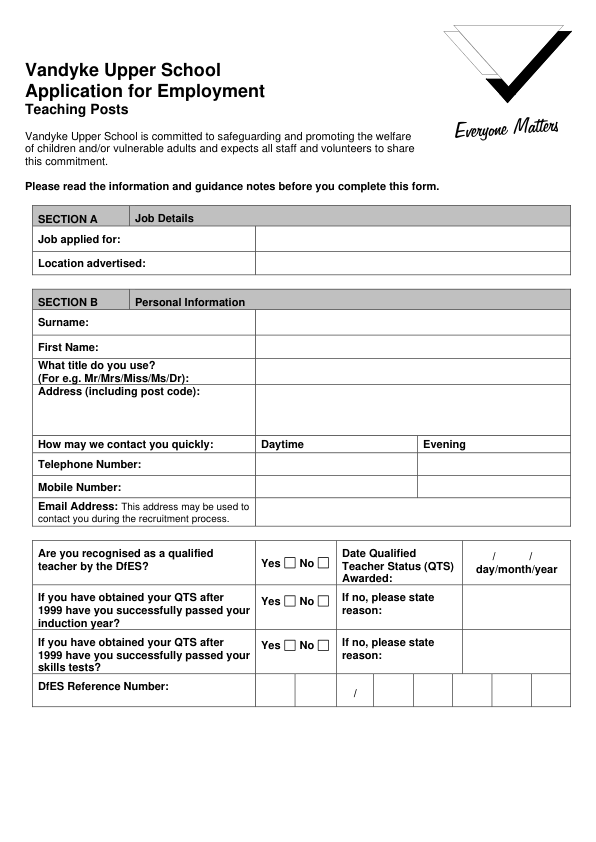 Vandyke Upper School
Application for Employment
Teaching Posts
Everyone Matters
Vandyke Upper School is committed to safeguarding and promoting the welfare
of children and/or vulnerable adults and expects all staff and volunteers to share
this commitment.
Please read the information and guidance notes before you complete this form.
SECTION A Job Details
Job applied for:
Location advertised:
SECTION B Personal Information
Surname:
First Name:
What title do you use?
(For e.g. Mr/Mrs/Miss/Ms/Dr):
Address (including post code):
How may we contact you quickly: Daytime Evening
Telephone Number:
Mobile Number:
Email Address: This address may be used to
contact you during the recruitment process.
Are you recognised as a qualified
teacher by the DfES?
Yes No
Date Qualified
Teacher Status (QTS)
Awarded:
/ /
day/month/year
If you have obtained your QTS after
1999 have you successfully passed your
induction year?
Yes No
If no, please state
reason:
If you have obtained your QTS after
1999 have you successfully passed your
skills tests?
Yes No
If no, please state
reason:
DfES Reference Number: /